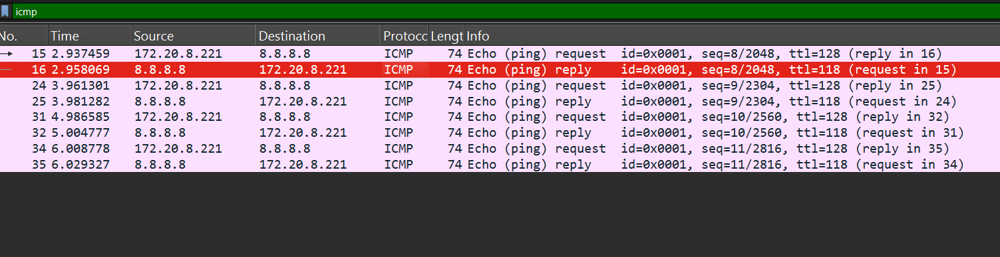 icmp
No. Time Source Destination Protocc Lengt Info
15 2.937459 172.20.8.221 8.8.8.8 ICMP 74 Echo (ping) request id=0x0001, seq=8/2048, ttl=128 (reply in 16)
16 2.958069 8.8.8.8 172.20.8.221 ICMP 74 Echo (ping) reply id=0x0001, seq=8/2048, ttl=118 (request in 15)
24 3.961301 172.20.8.221 8.8.8.8 ICMP 74 Echo (ping) request id=0x0001, seq=9/2304, ttl=128 (reply in 25)
25 3.981282 8.8.8.8 172.20.8.221 ICMP 74 Echo (ping) reply id=0x0001, seq=9/2304, ttl=118 (request in 24)
31 4.986585 172.20.8.221 8.8.8.8 ICMP 74 Echo (ping) request id=0x0001, seq=10/2560, ttl=128 (reply in 32)
32 5.004777 8.8.8.8 172.20.8.221 ICMP 74 Echo (ping) reply id=0x0001, seq=10/2560, ttl=118 (request in 31)
34 6.008778 172.20.8.221 8.8.8.8 ICMP 74 Echo (ping) request id=0x0001, seq=11/2816, ttl=128 (reply in 35)
35 6.029327 8.8.8.8 172.20.8.221 ICMP 74 Echo (ping) reply id=0x0001, seq=11/2816, ttl=118 (request in 34)